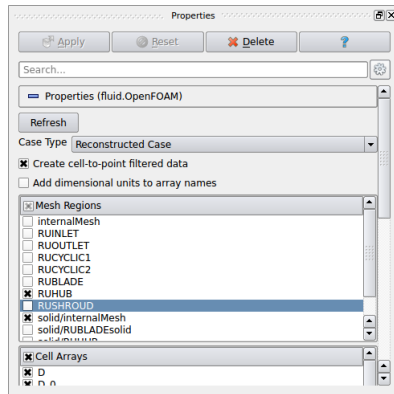 Properties
Apply
Reset
Delete
?
Search...
Properties (fluid.OpenFOAM)
Refresh
Case Type
Reconstructed Case
Create cell-to-point filtered data
Add dimensional units to array names
Mesh Regions
internalMesh
RUINLET
RUOUTLET
RUCYCLIC1
RUCYCLIC2
RUBLADE
RUHUB
RUSHROUD
solid/internalMesh
solid/RUBLADEsolid
Cell Arrays
D
D_0